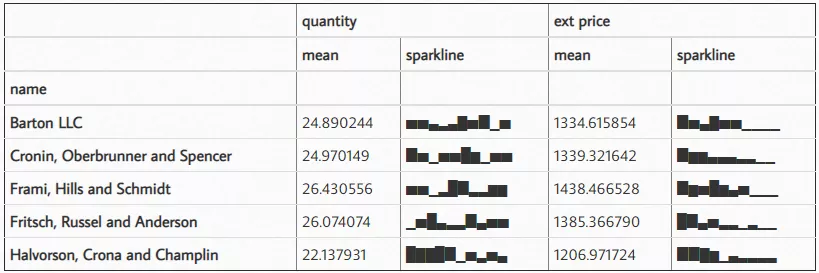 quantity ext price
mean sparkline mean sparkline
name
Barton LLC 24.890244 1334.615854
Cronin, Oberbrunner and Spencer 24.970149 1339.321642
Frami, Hills and Schmidt 26.430556 1438.466528
Fritsch, Russel and Anderson 26.074074 1385.366790
Halvorson, Crona and Champlin 22.137931 1206.971724